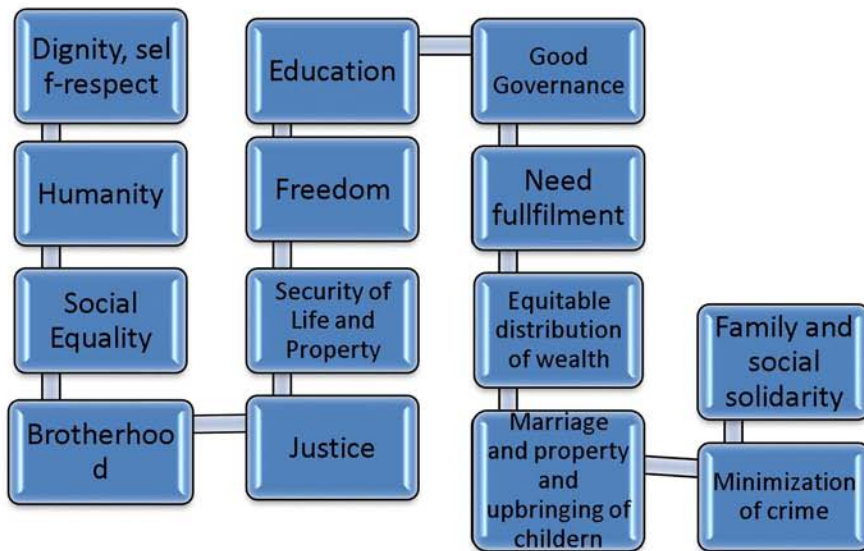 Dignity, sel
f-respect
Humanity
Social
Equality
Brotherhoo
d
Justice
Security of
Life and
Property
Freedom
Education
Good
Governance
Need
fullfilment
Equitable
distribution
of wealth
Marriage
and property
and
upbringing of
childern
Minimization
of crime
Family and
social
solidarity